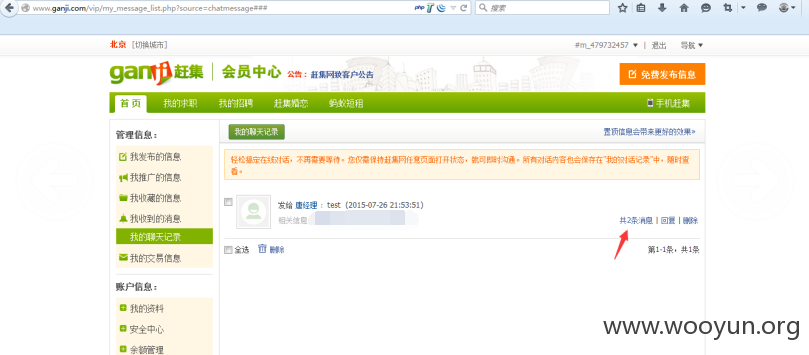 www.ganji.com/vip/my_message_list.php?source=chatmessage###
php
搜索
北京 [切换城市]
#m_479732457 | 退出 导航
ganji 赶集 会员中心 公告：赶集网致客户公告
免费发布信息
首页 我的求职 我的招聘 赶集婚恋 蚂蚁短租 手机赶集
管理信息：
我发布的信息
我推广的信息
我收藏的信息
我收到的消息
我的聊天记录
我的交易信息
账户信息：
我的资料
安全中心
余额管理
我的聊天记录
置顶信息会带来更好的效果»
轻松搞定在线对话，不再需要等待。您仅需保持赶集网任意页面打开状态，就可即时沟通。所有对话内容也会保存在"我的对话记录"中，随时查
看。
发给 唐经理： test (2015-07-26 21:53:51)
相关信息
共2条消息 | 回复 | 删除
全选 删除
第1-1条，共1条
www.wooyun.org